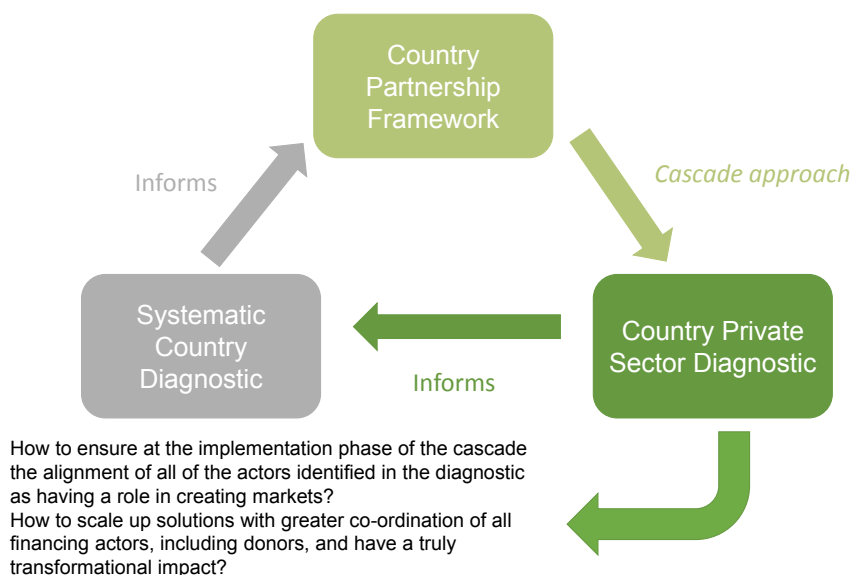 Country
Partnership
Framework
Informs
Cascade approach
Systematic
Country
Diagnostic
Country Private
Sector Diagnostic
Informs
How to ensure at the implementation phase of the cascade
the alignment of all of the actors identified in the diagnostic
as having a role in creating markets?
How to scale up solutions with greater co-ordination of all
financing actors, including donors, and have a truly
transformational impact?